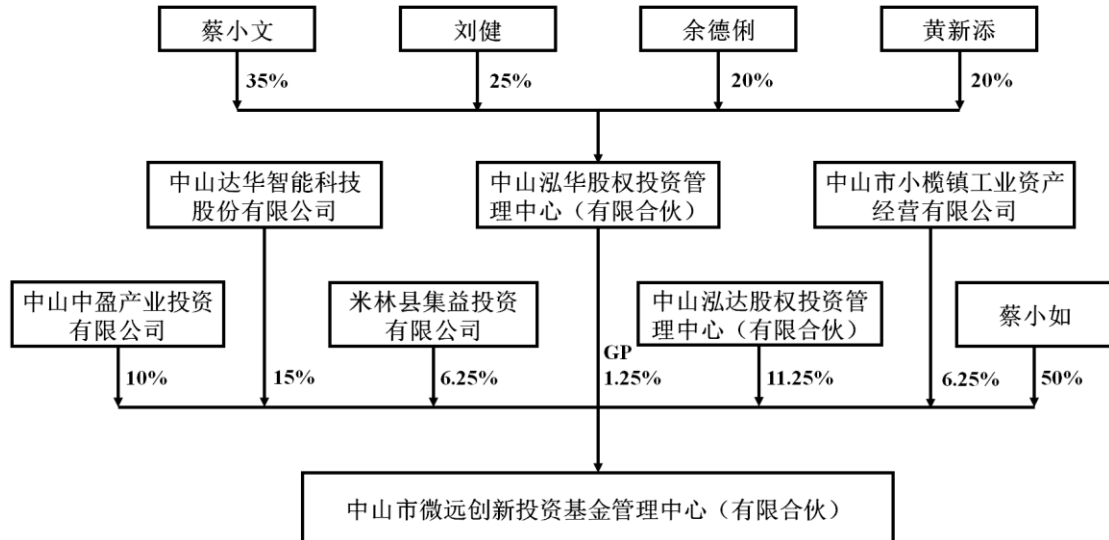 蔡小文
刘健
余德俐
黄新添
35%
25%
20%
20%
中山达华智能科技
股份有限公司
中山泓华股权投资管
理中心（有限合伙）
中山市小榄镇工业资产
经营有限公司
中山中盈产业投资
有限公司
米林县集益投资
有限公司
中山泓达股权投资管
理中心（有限合伙）
蔡小如
10%
15%
6.25%
GP
1.25%
11.25%
6.25%
50%
中山市微远创新投资基金管理中心（有限合伙）